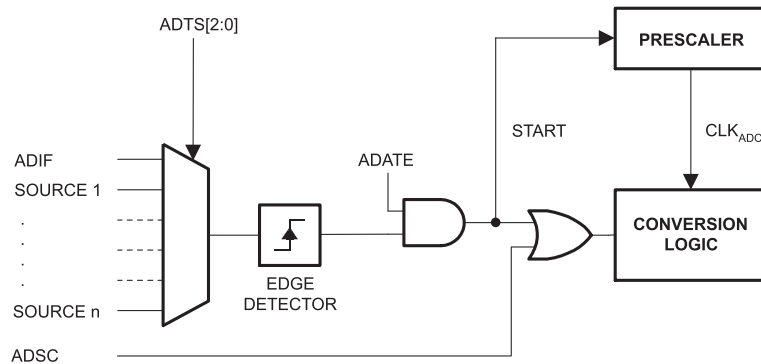 ADTS[2:0]
PRESCALER
START
CLKADC
ADIF
ADATE
SOURCE 1
.
.
.
.
CONVERSION
LOGIC
EDGE
DETECTOR
SOURCE n
ADSC